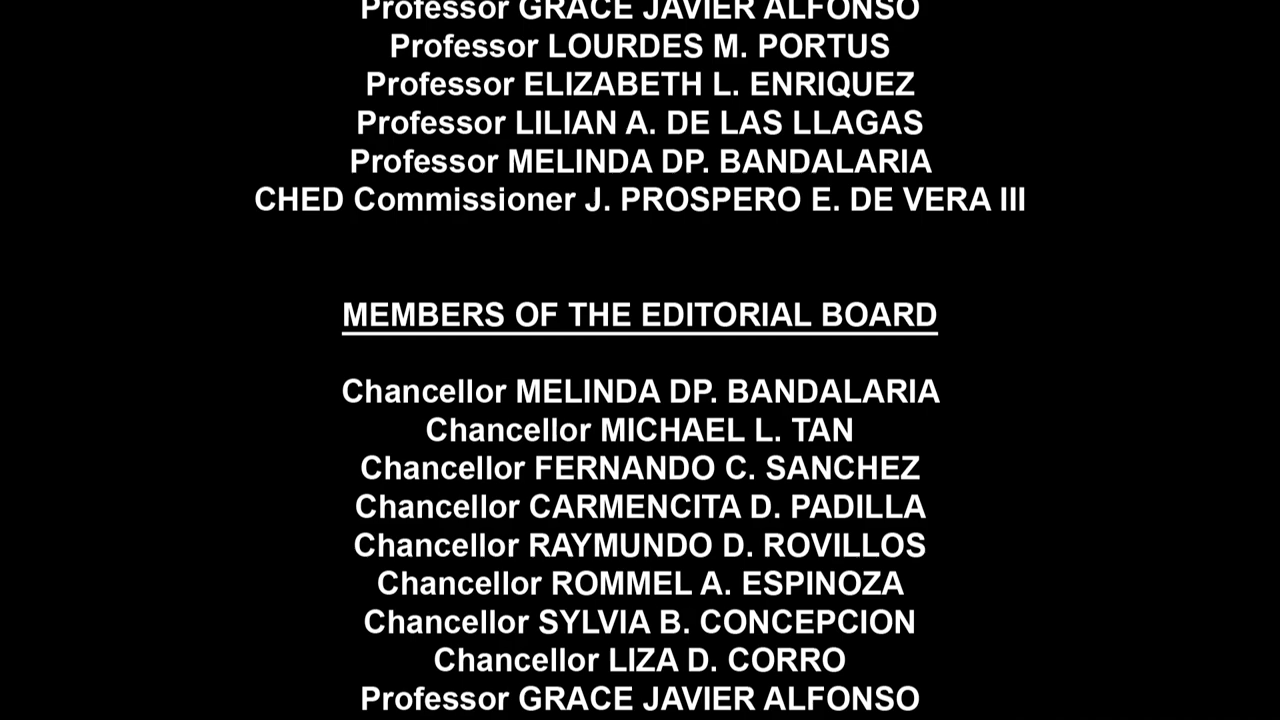 Professor GRACE JAVIER ALFONSO
Professor LOURDES M. PORTUS
Professor ELIZABETH L. ENRIQUEZ
Professor LILIAN A. DE LAS LLAGAS
Professor MELINDA DP. BANDALARIA
CHED Commissioner J. PROSPERO E. DE VERA III
MEMBERS OF THE EDITORIAL BOARD
Chancellor MELINDA DP. BANDALARIA
Chancellor MICHAEL L. TAN
Chancellor FERNANDO C. SANCHEZ
Chancellor CARMENCITA D. PADILLA
Chancellor RAYMUNDO D. ROVILLOS
Chancellor ROMMEL A. ESPINOZA
Chancellor SYLVIA B. CONCEPCION
Chancellor LIZA D. CORRO
Professor GRACE JAVIER ALFONSO